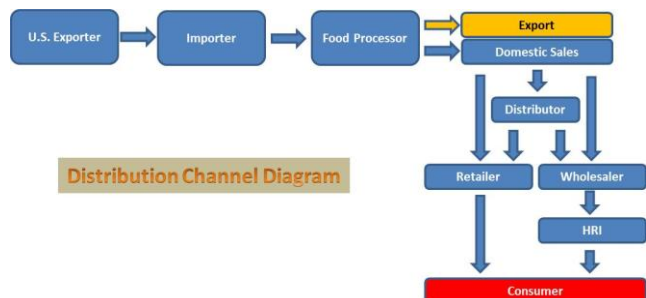 Export
U.S. Exporter
Importer
Food Processor
Domestic Sales
Distributor
Distribution Channel Diagram
Retailer
Wholesaler
HRI
Consumer